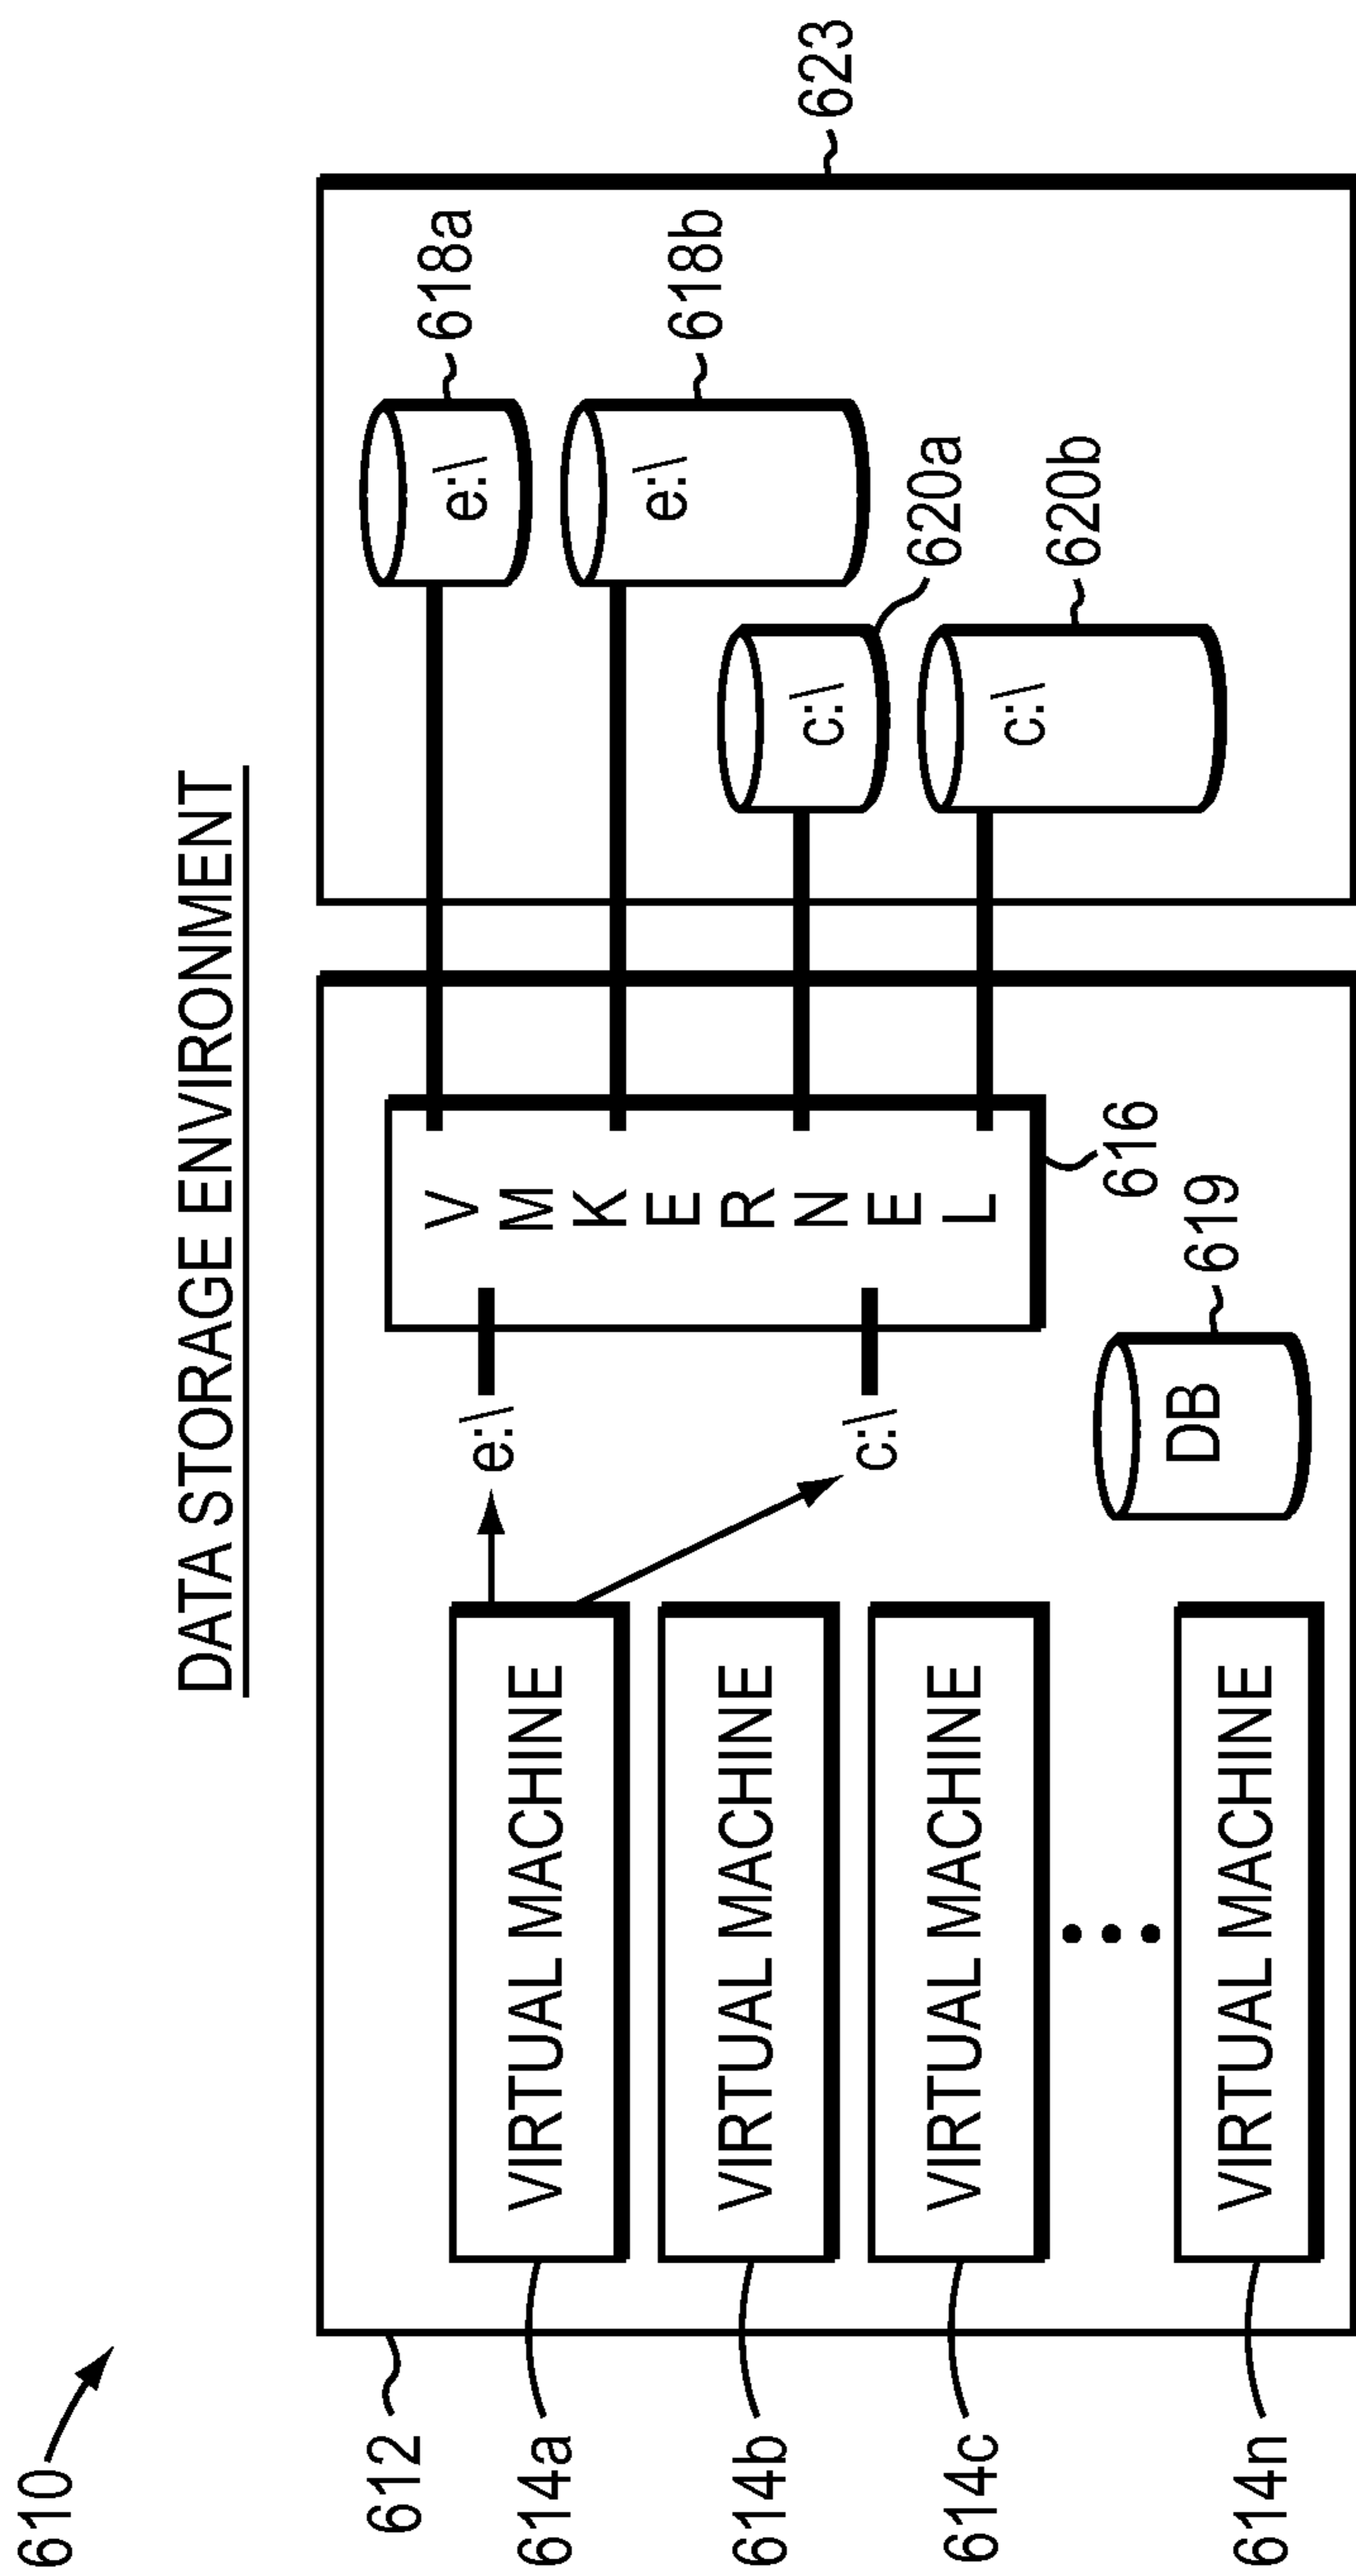 610
DATA STORAGE ENVIRONMENT
612
623
614a
VIRTUAL MACHINE
614b
VIRTUAL MACHINE
614c
VIRTUAL MACHINE
614n
VIRTUAL MACHINE
e:\
c:\
VMKERNEL
616
DB
619
e:\
618a
e:\
618b
c:\
620a
c:\
620b